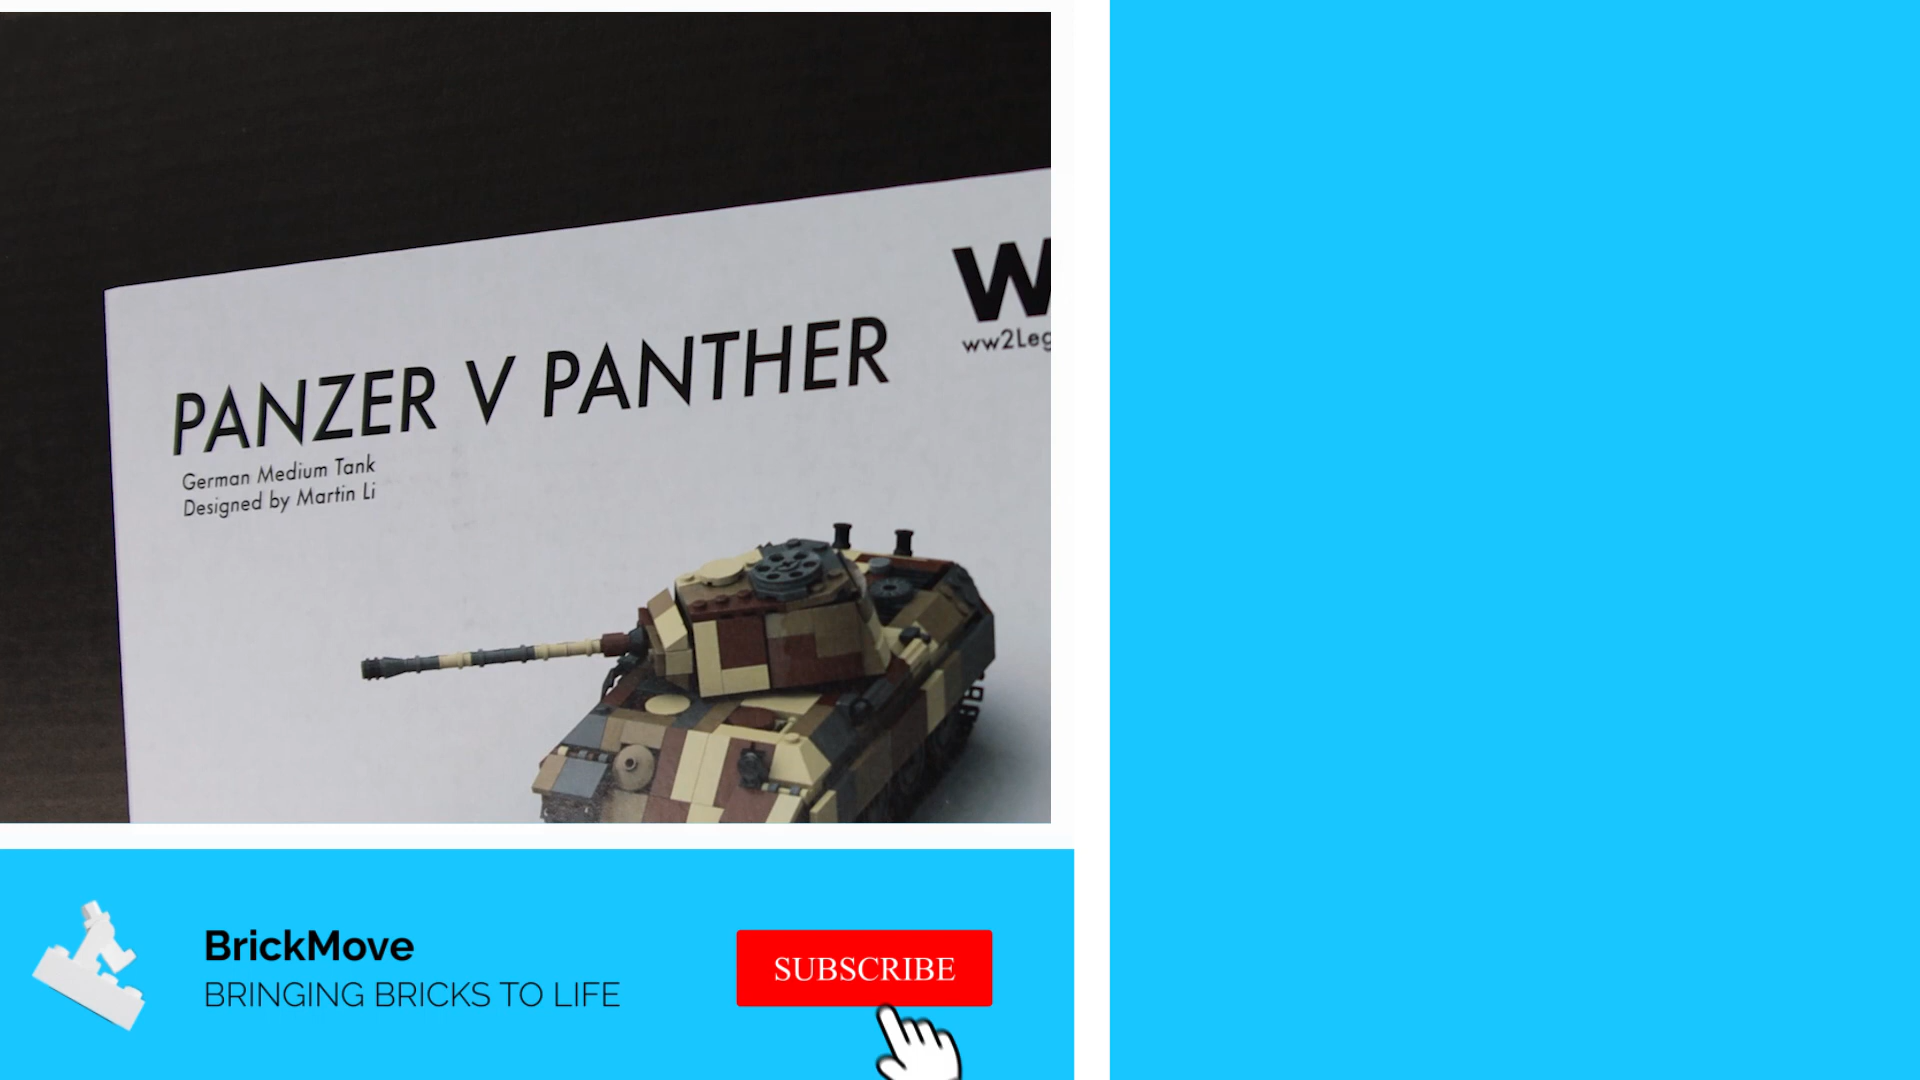 W
ww2Leg
PANZER V PANTHER
German Medium Tank
Designed by Martin Li
BrickMove
BRINGING BRICKS TO LIFE
SUBSCRIBE